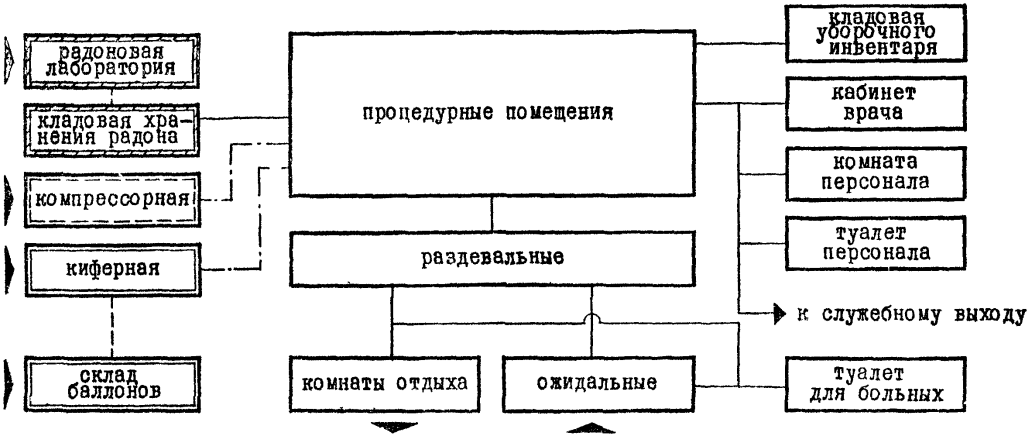 радоновая
лаборатория
кладовая хра-
нения радона
компрессорная
киферная
склад
баллонов
процедурные помещения
раздевальные
комнаты отдыха
ожидальные
кладовая
уборочного
инвентаря
кабинет
врача
комната
персонала
туалет
персонала
к служебному выходу
туалет
для больных